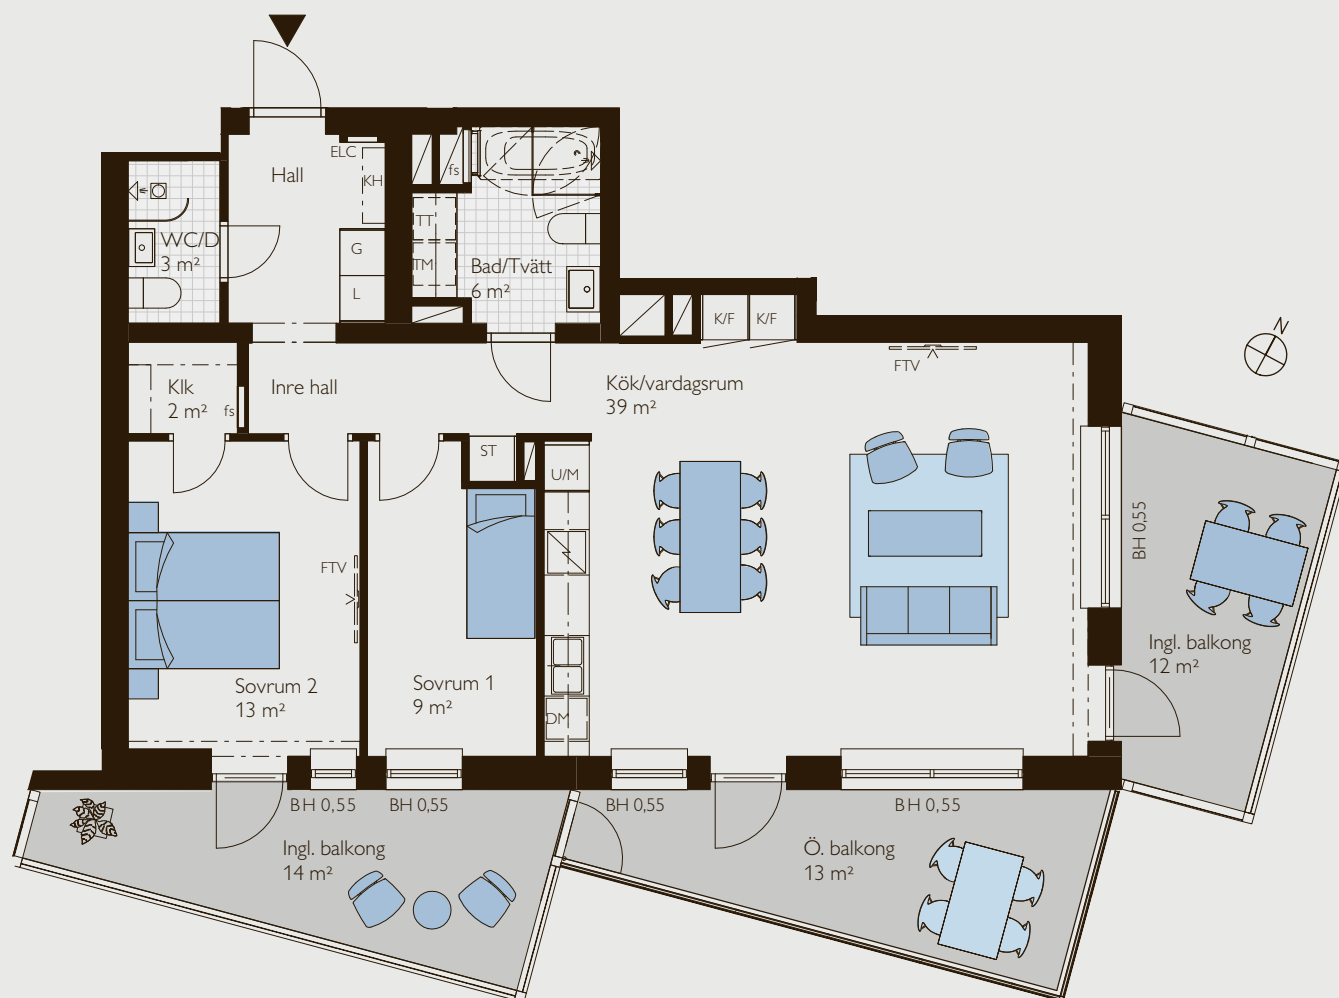 ELC
Hall
KH
fs
TT
WC/D
3 m²
G
TM
Bad/Tvätt
6 m²
L
K/F
K/F
N
FTV
Klk
2 m²
fs
Inre hall
Kök/vardagsrum
39 m²
ST
U/M
BH 0,55
FTV
Ingl. balkong
12 m²
Sovrum 2
13 m²
Sovrum 1
9 m²
DM
BH 0,55
BH 0,55
BH 0,55
BH 0,55
Ingl. balkong
14 m²
Ö. balkong
13 m²